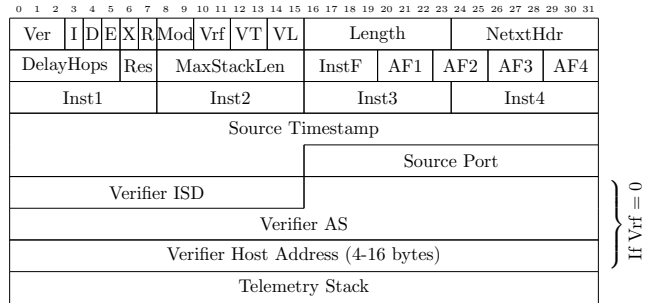 0 1 2 3 4 5 6 7 8 9 10 11 12 13 14 15 16 17 18 19 20 21 22 23 24 25 26 27 28 29 30 31
Ver I D E X R Mod Vrf VT VL Length NetxtHdr
DelayHops Res MaxStackLen InstF AF1 AF2 AF3 AF4
Inst1 Inst2 Inst3 Inst4
Source Timestamp
Source Port
Verifier ISD
Verifier AS
Verifier Host Address (4-16 bytes)
Telemetry Stack
If Vrf = 0